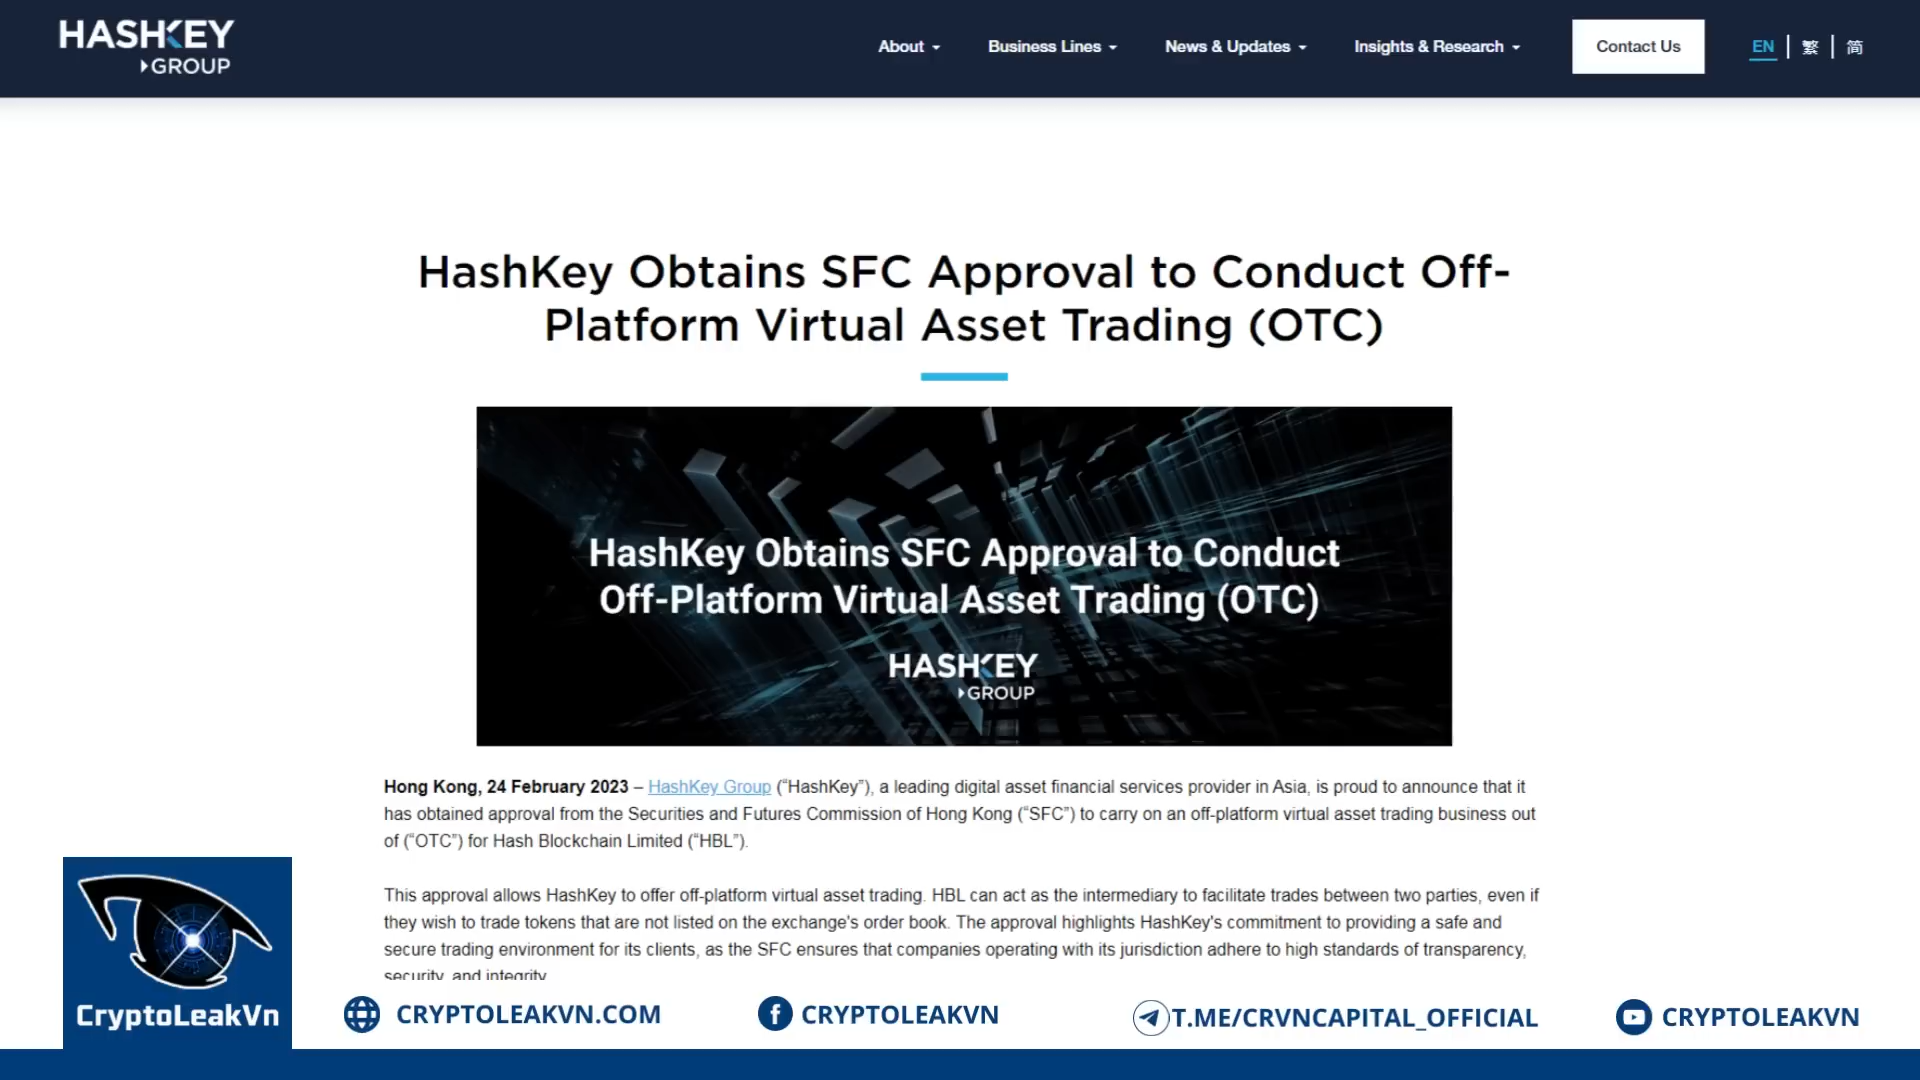 HASHKEY
GROUP
About
Business Lines
News & Updates
Insights & Research
Contact Us
EN | 繁 | 简
HashKey Obtains SFC Approval to Conduct Off-
Platform Virtual Asset Trading (OTC)
HashKey Obtains SFC Approval to Conduct
Off-Platform Virtual Asset Trading (OTC)
HASHKEY
GROUP
Hong Kong, 24 February 2023 – HashKey Group (“HashKey”), a leading digital asset financial services provider in Asia, is proud to announce that it
has obtained approval from the Securities and Futures Commission of Hong Kong (“SFC”) to carry on an off-platform virtual asset trading business out
of (“OTC”) for Hash Blockchain Limited (“HBL”).
This approval allows HashKey to offer off-platform virtual asset trading. HBL can act as the intermediary to facilitate trades between two parties, even if
they wish to trade tokens that are not listed on the exchange's order book. The approval highlights HashKey's commitment to providing a safe and
secure trading environment for its clients, as the SFC ensures that companies operating with its jurisdiction adhere to high standards of transparency,
security, and integrity
CryptoLeakVn
CRYPTOLEAKVN.COM
CRYPTOLEAKVN
T.ME/CRVNCAPITAL_OFFICIAL
CRYPTOLEAKVN